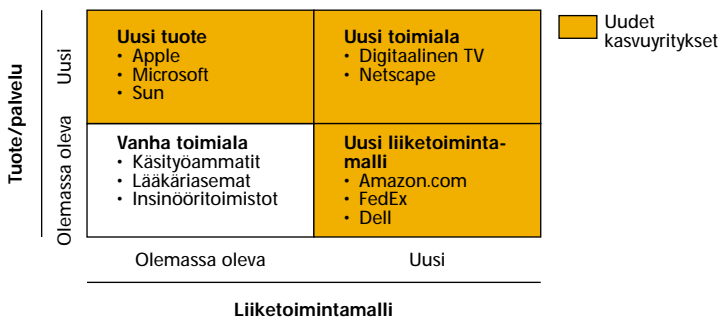 Tuote/palvelu
Uusi
Olemassa oleva
Uusi tuote
• Apple
• Microsoft
• Sun
Uusi toimiala
• Digitaalinen TV
• Netscape
Vanha toimiala
• Käsityöammatit
• Lääkäriasemat
• Insinööritoimistot
Uusi liiketoiminta-
malli
• Amazon.com
• FedEx
• Dell
Olemassa oleva
Uusi
Liiketoimintamalli
Uudet
kasvuyritykset